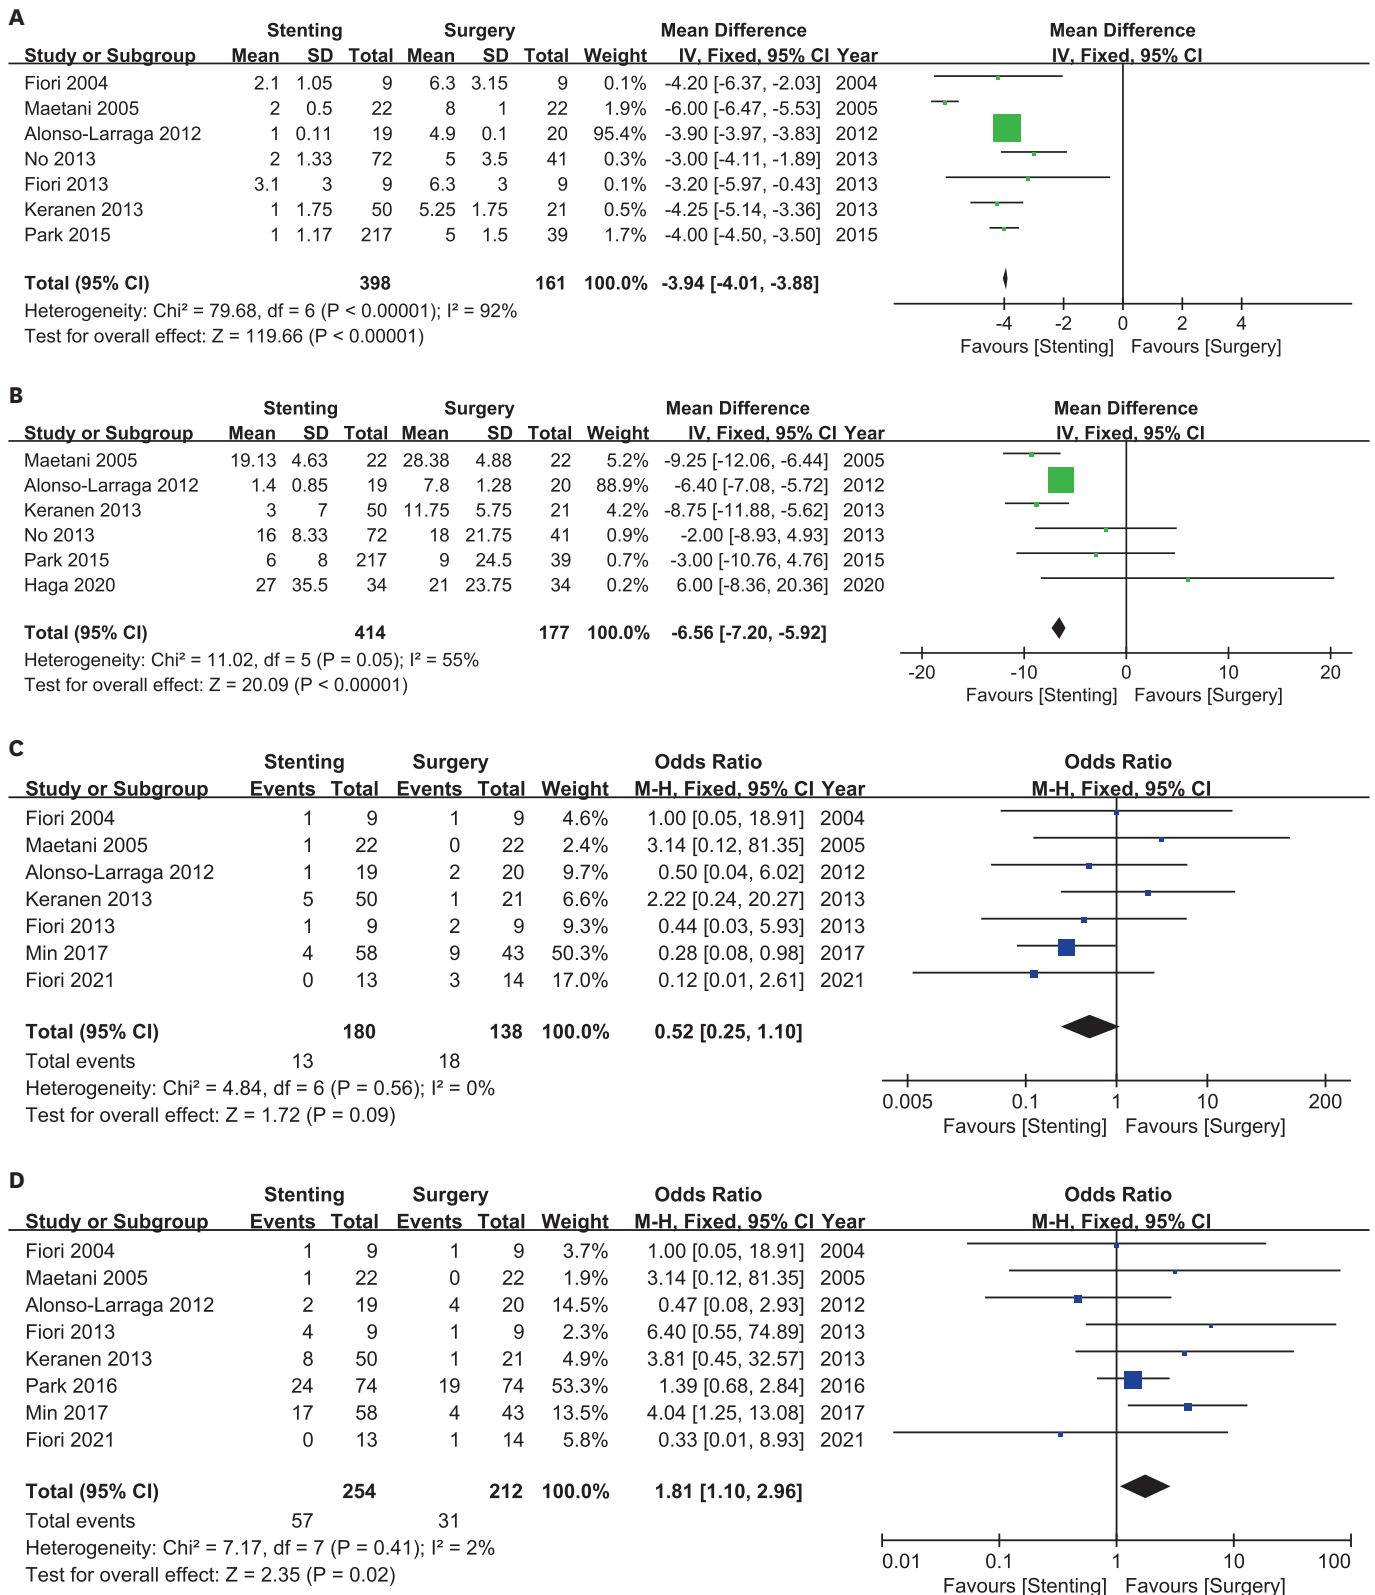 A
Stenting Surgery Mean Difference Mean Difference
Study or Subgroup Mean SD Total Mean SD Total Weight IV, Fixed, 95% CI Year IV, Fixed, 95% CI
Fiori 2004 2.1 1.05 9 6.3 3.15 9 0.1% -4.20 [-6.37, -2.03] 2004
Maetani 2005 2 0.5 22 8 1 22 1.9% -6.00 [-6.47, -5.53] 2005
Alonso-Larraga 2012 1 0.11 19 4.9 0.1 20 95.4% -3.90 [-3.97, -3.83] 2012
No 2013 2 1.33 72 5 3.5 41 0.3% -3.00 [-4.11, -1.89] 2013
Fiori 2013 3.1 3 9 6.3 3 9 0.1% -3.20 [-5.97, -0.43] 2013
Keranen 2013 1 1.75 50 5.25 1.75 21 0.5% -4.25 [-5.14, -3.36] 2013
Park 2015 1 1.17 217 5 1.5 39 1.7% -4.00 [-4.50, -3.50] 2015
Total (95% CI) 398 161 100.0% -3.94 [-4.01, -3.88]
Heterogeneity: Chi² = 79.68, df = 6 (P < 0.00001); I² = 92%
Test for overall effect: Z = 119.66 (P < 0.00001)
-4 -2 0 2 4
Favours [Stenting] Favours [Surgery]
B
Stenting Surgery Mean Difference Mean Difference
Study or Subgroup Mean SD Total Mean SD Total Weight IV, Fixed, 95% CI Year IV, Fixed, 95% CI
Maetani 2005 19.13 4.63 22 28.38 4.88 22 5.2% -9.25 [-12.06, -6.44] 2005
Alonso-Larraga 2012 1.4 0.85 19 7.8 1.28 20 88.9% -6.40 [-7.08, -5.72] 2012
Keranen 2013 3 7 50 11.75 5.75 21 4.2% -8.75 [-11.88, -5.62] 2013
No 2013 16 8.33 72 18 21.75 41 0.9% -2.00 [-8.93, 4.93] 2013
Park 2015 6 8 217 9 24.5 39 0.7% -3.00 [-10.76, 4.76] 2015
Haga 2020 27 35.5 34 21 23.75 34 0.2% 6.00 [-8.36, 20.36] 2020
Total (95% CI) 414 177 100.0% -6.56 [-7.20, -5.92]
Heterogeneity: Chi² = 11.02, df = 5 (P = 0.05); I² = 55%
Test for overall effect: Z = 20.09 (P < 0.00001)
-20 -10 0 10 20
Favours [Stenting] Favours [Surgery]
C
Stenting Surgery Odds Ratio Odds Ratio
Study or Subgroup Events Total Events Total Weight M-H, Fixed, 95% CI Year M-H, Fixed, 95% CI
Fiori 2004 1 9 1 9 4.6% 1.00 [0.05, 18.91] 2004
Maetani 2005 1 22 0 22 2.4% 3.14 [0.12, 81.35] 2005
Alonso-Larraga 2012 1 19 2 20 9.7% 0.50 [0.04, 6.02] 2012
Keranen 2013 5 50 1 21 6.6% 2.22 [0.24, 20.27] 2013
Fiori 2013 1 9 2 9 9.3% 0.44 [0.03, 5.93] 2013
Min 2017 4 58 9 43 50.3% 0.28 [0.08, 0.98] 2017
Fiori 2021 0 13 3 14 17.0% 0.12 [0.01, 2.61] 2021
Total (95% CI) 180 138 100.0% 0.52 [0.25, 1.10]
Total events 13 18
Heterogeneity: Chi² = 4.84, df = 6 (P = 0.56); I² = 0%
Test for overall effect: Z = 1.72 (P = 0.09)
0.005 0.1 1 10 200
Favours [Stenting] Favours [Surgery]
D
Stenting Surgery Odds Ratio Odds Ratio
Study or Subgroup Events Total Events Total Weight M-H, Fixed, 95% CI Year M-H, Fixed, 95% CI
Fiori 2004 1 9 1 9 3.7% 1.00 [0.05, 18.91] 2004
Maetani 2005 1 22 0 22 1.9% 3.14 [0.12, 81.35] 2005
Alonso-Larraga 2012 2 19 4 20 14.5% 0.47 [0.08, 2.93] 2012
Fiori 2013 4 9 1 9 2.3% 6.40 [0.55, 74.89] 2013
Keranen 2013 8 50 1 21 4.9% 3.81 [0.45, 32.57] 2013
Park 2016 24 74 19 74 53.3% 1.39 [0.68, 2.84] 2016
Min 2017 17 58 4 43 13.5% 4.04 [1.25, 13.08] 2017
Fiori 2021 0 13 1 14 5.8% 0.33 [0.01, 8.93] 2021
Total (95% CI) 254 212 100.0% 1.81 [1.10, 2.96]
Total events 57 31
Heterogeneity: Chi² = 7.17, df = 7 (P = 0.41); I² = 2%
Test for overall effect: Z = 2.35 (P = 0.02)
0.01 0.1 1 10 100
Favours [Stenting] Favours [Surgery]